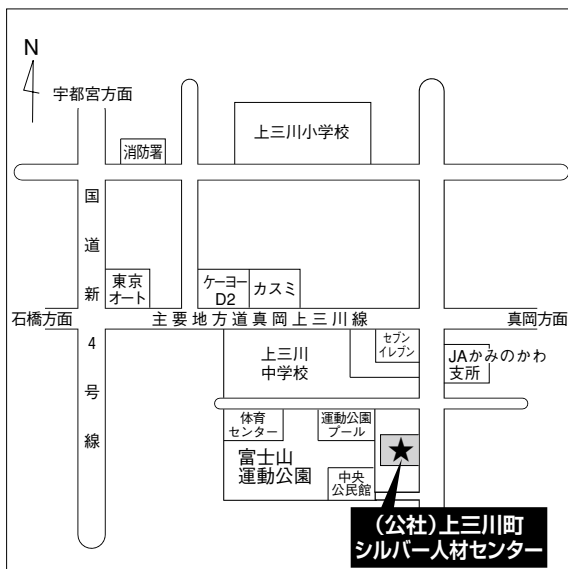 N
宇都宮方面
消防署
上三川小学校
国道新4号線
東京
オート
ケーヨー
D2
カスミ
石橋方面
主要地方道真岡上三川線
真岡方面
上三川
中学校
セブン
イレブン
JAかみのかわ
支所
体育
センター
運動公園
プール
富士山
運動公園
中央
公民館
(公社)上三川町
シルバー人材センター